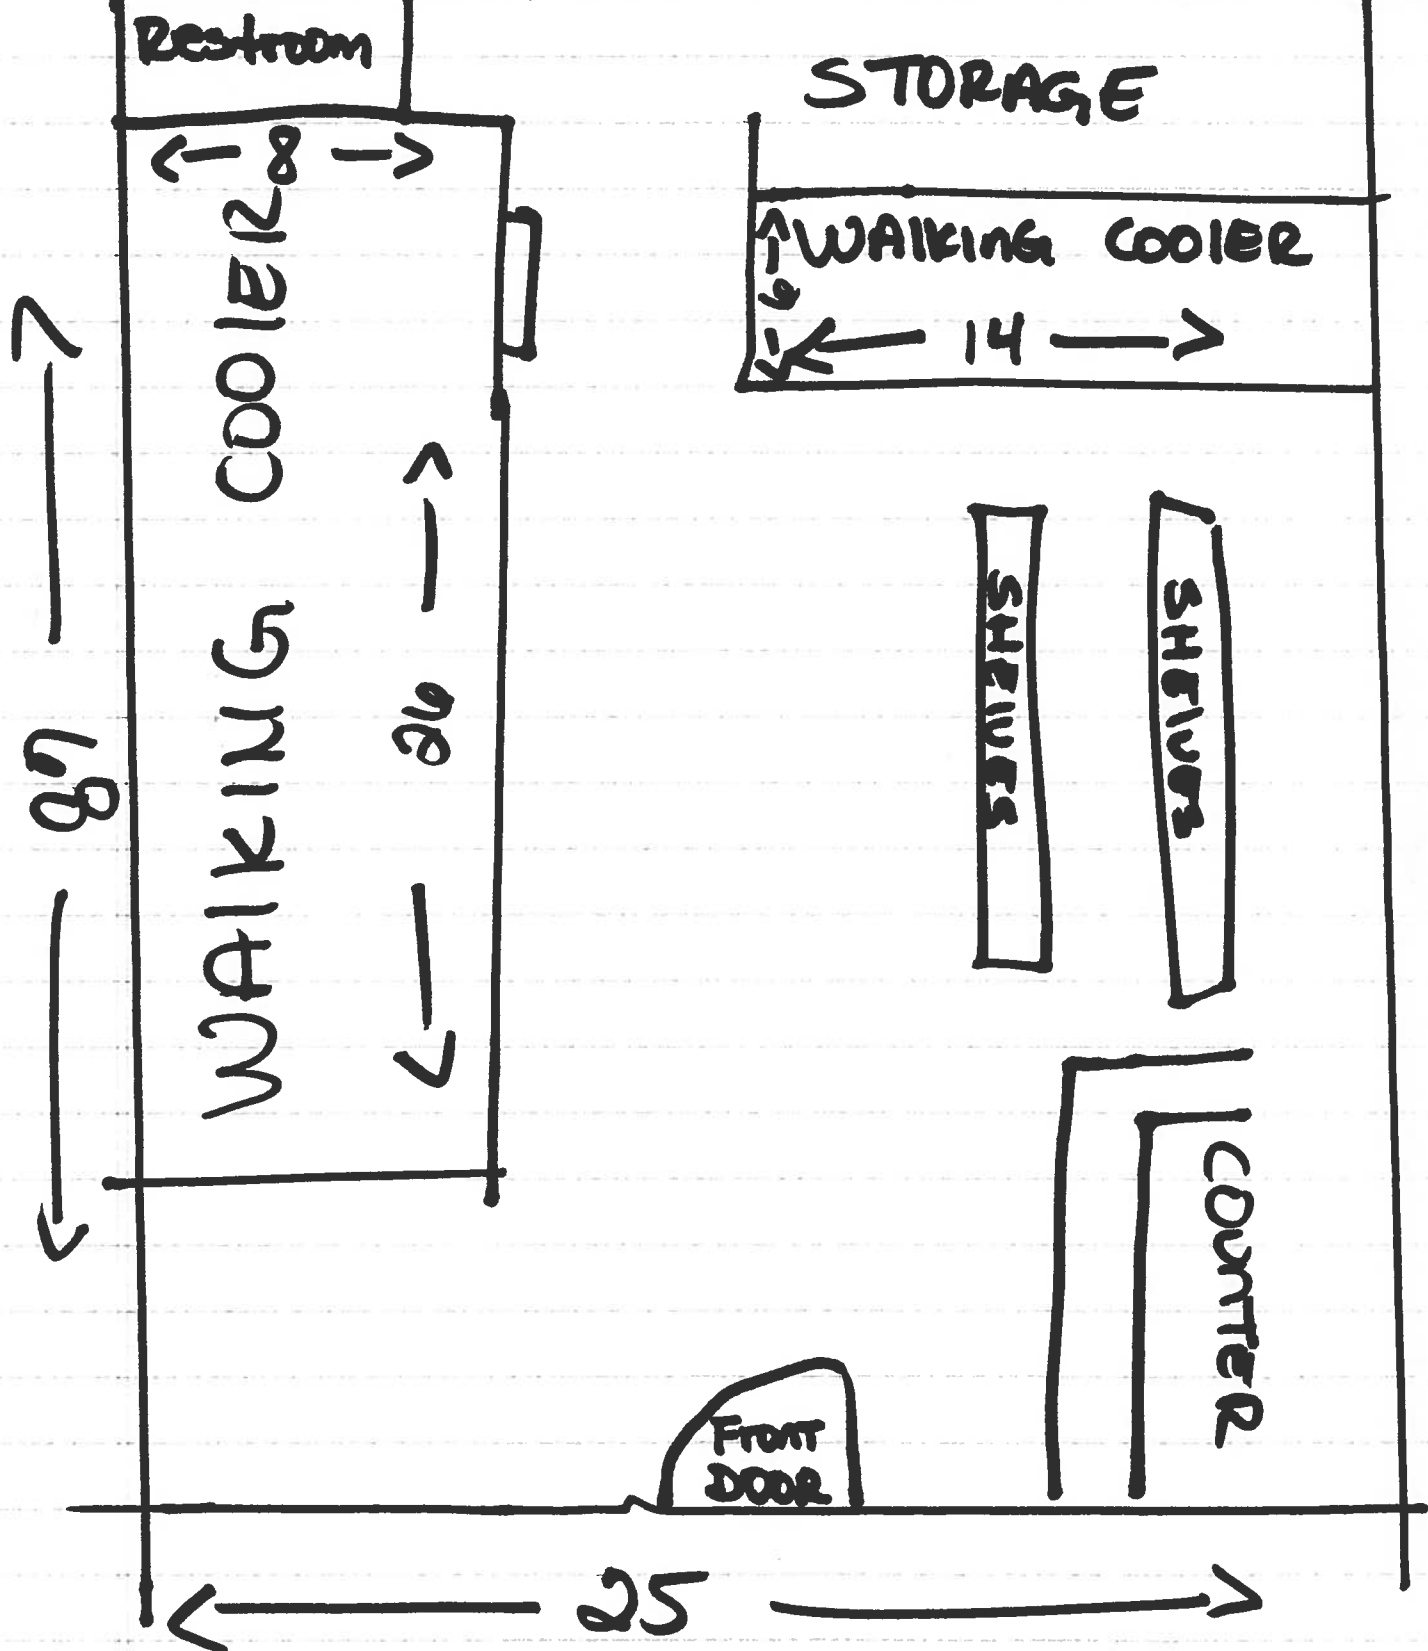 Restroom
STORAGE
8
WAlKING COOlER
6
14
WAlKING COOlER
26
87
SHElVES
SHElVES
COUNTER
FRONT
DOOR
25